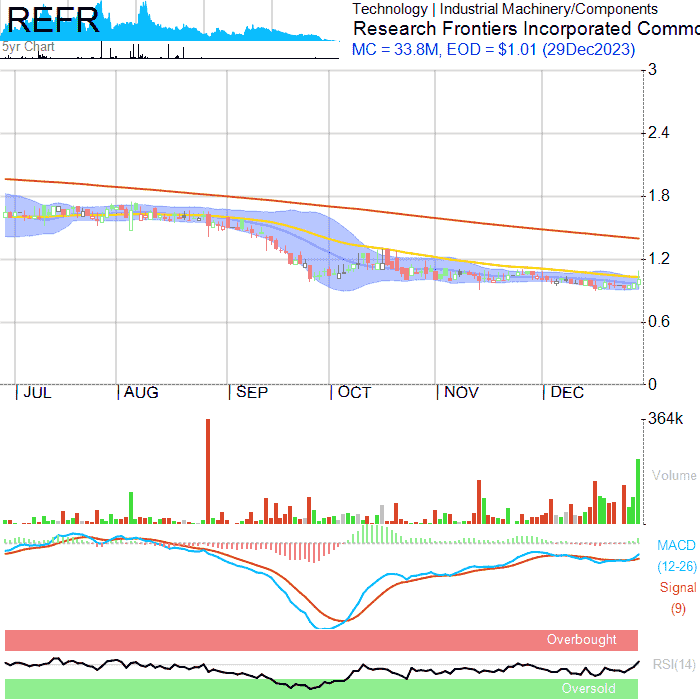 REFR
5yr Chart
Technology | Industrial Machinery/Components
Research Frontiers Incorporated Commo
MC = 33.8M, EOD = $1.01 (29Dec2023)
3
2.4
1.8
1.2
0.6
0
JUL
AUG
SEP
OCT
NOV
DEC
364k
Volume
MACD
(12-26)
Signal
(9)
Overbought
RSI(14)
Oversold